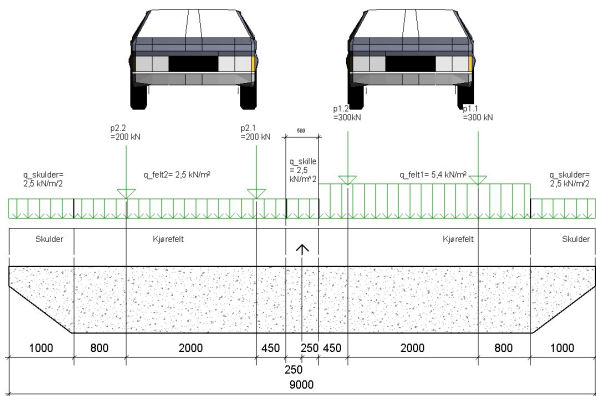 p1.2
=300kN
p1.1
=300 kN
p2.2
=200 kN
p2.1
=200 kN
500
q_skulder=
2,5 kN/m/2
q_felt2= 2,5 kN/m²
q_skille
= 2,5
kN/m^2
q_felt1= 5,4 kN/m²
q_skulder=
2,5 kN/m/2
Skulder
Kjørefelt
Kjørefelt
Skulder
1000
800
2000
450
250
450
2000
800
1000
250
9000